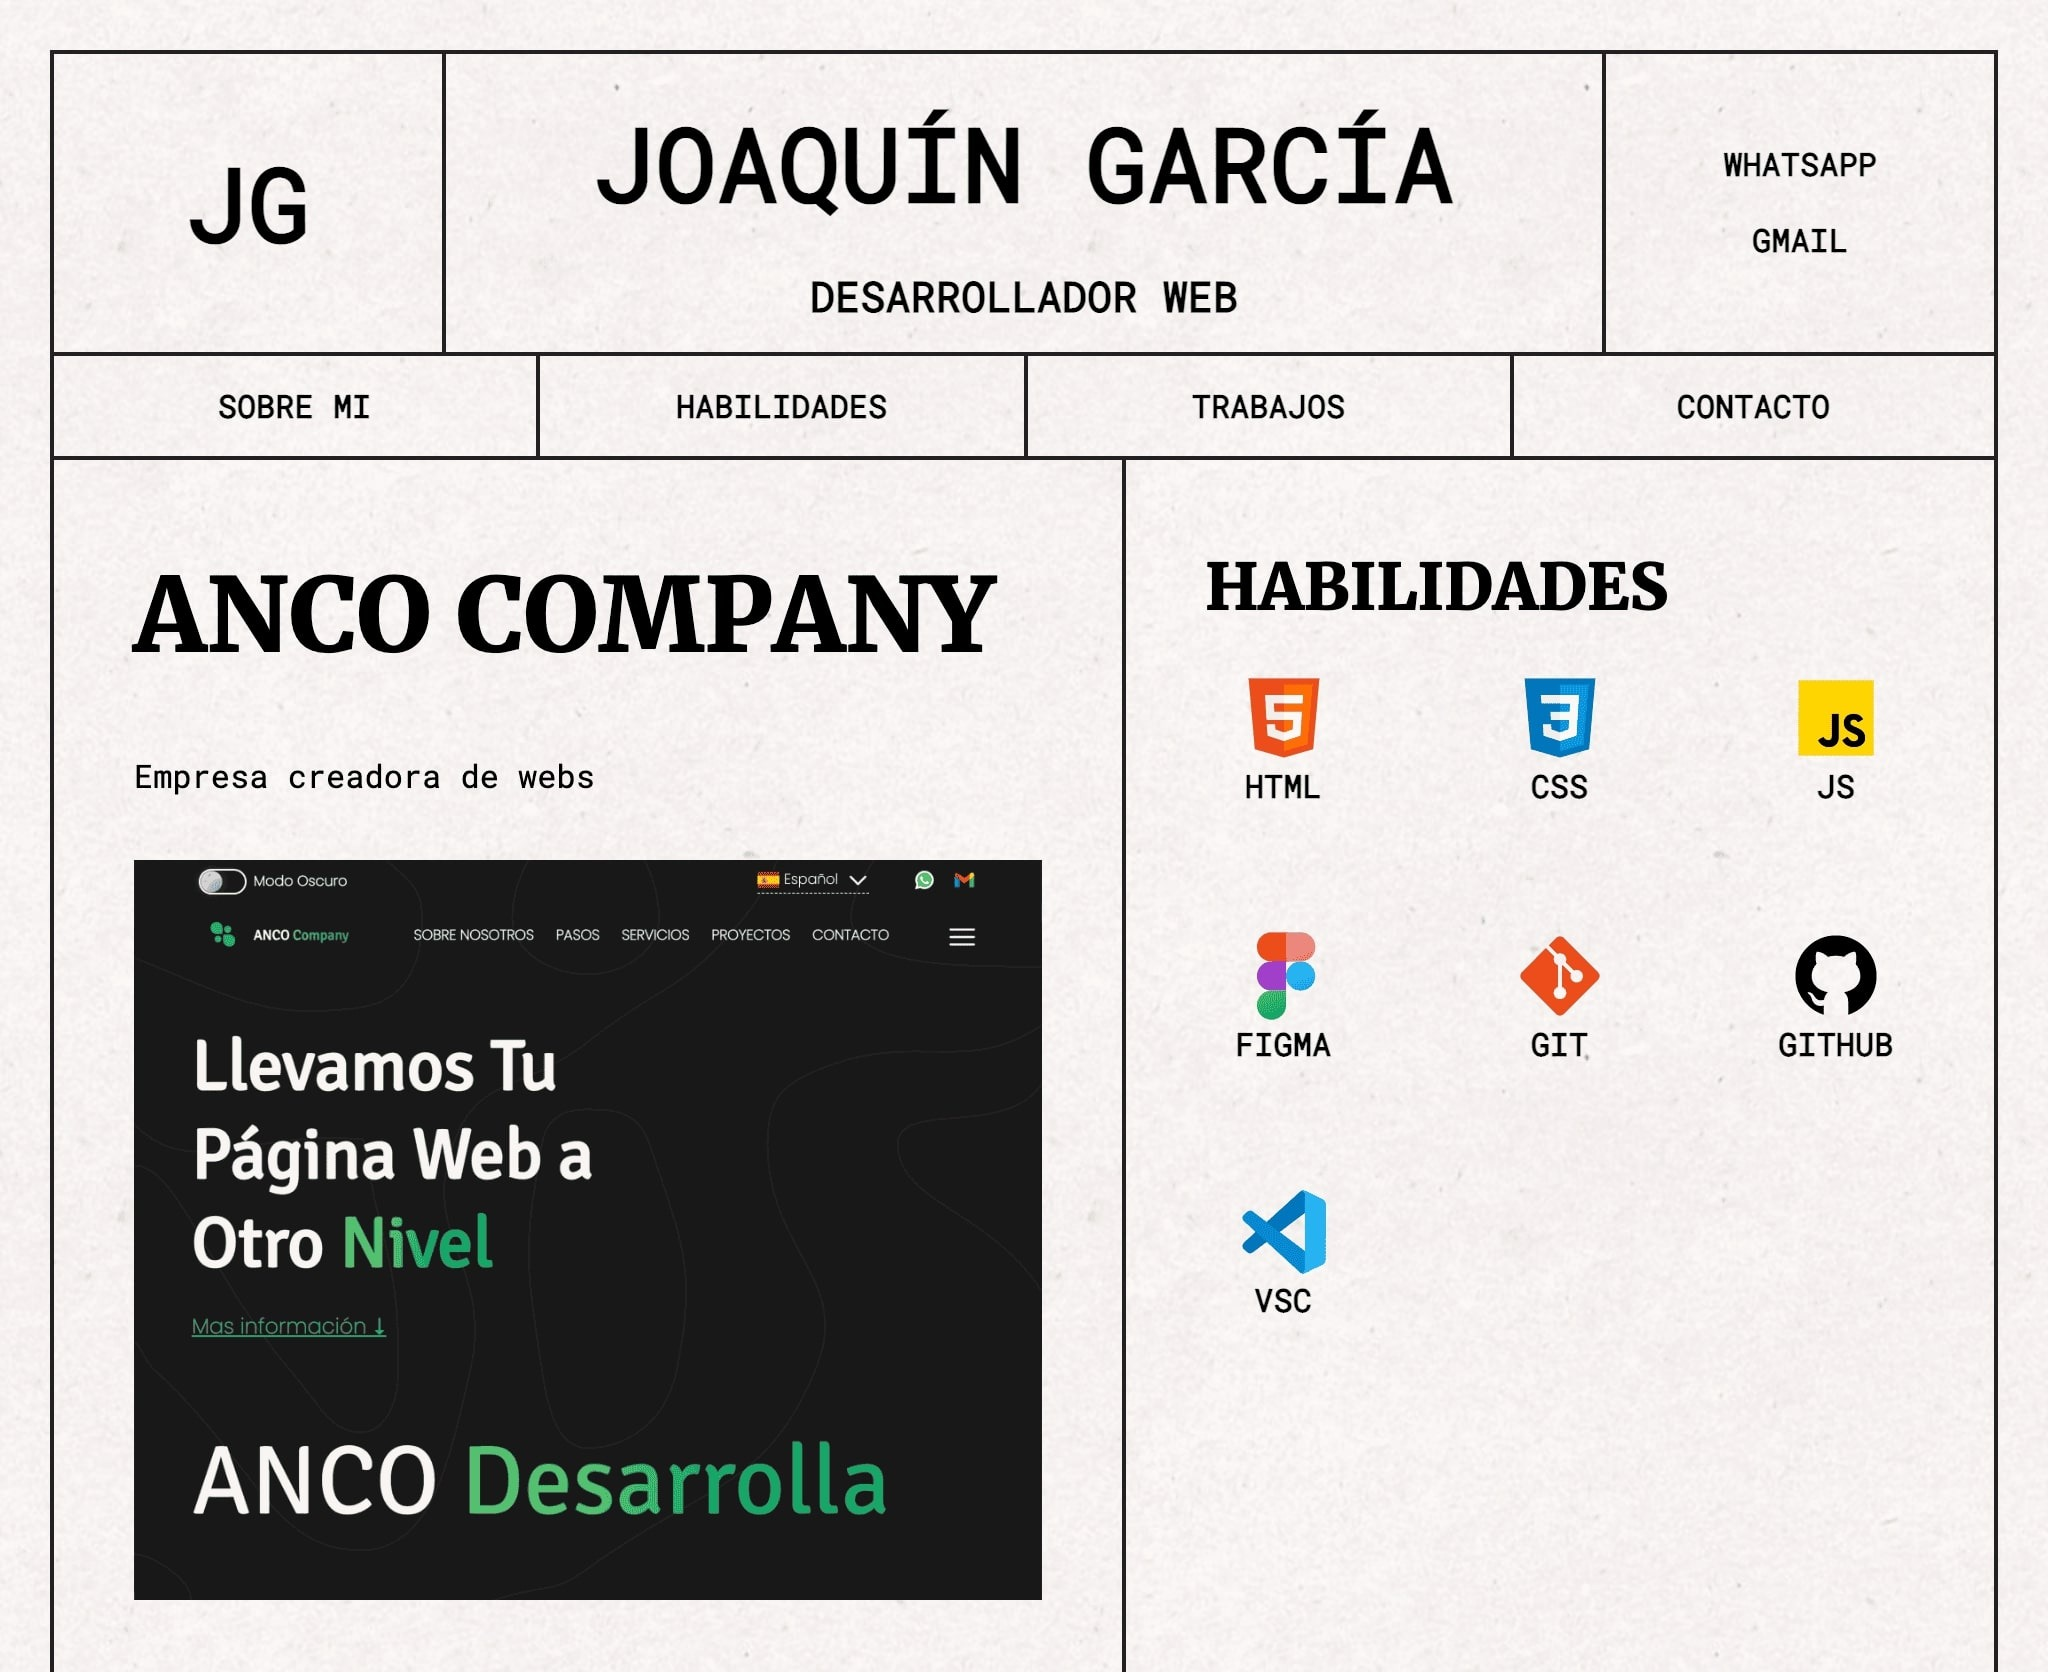 JG
JOAQUÍN GARCÍA
DESARROLLADOR WEB
WHATSAPP
GMAIL
SOBRE MI
HABILIDADES
TRABAJOS
CONTACTO
ANCO COMPANY
Empresa creadora de webs
Modo Oscuro
Español
ANCO Company
SOBRE NOSOTROS
PASOS
SERVICIOS
PROYECTOS
CONTACTO
Llevamos Tu
Página Web a
Otro Nivel
Mas información ↓
ANCO Desarrolla
HABILIDADES
5
HTML
3
CSS
JS
JS
FIGMA
GIT
GITHUB
VSC